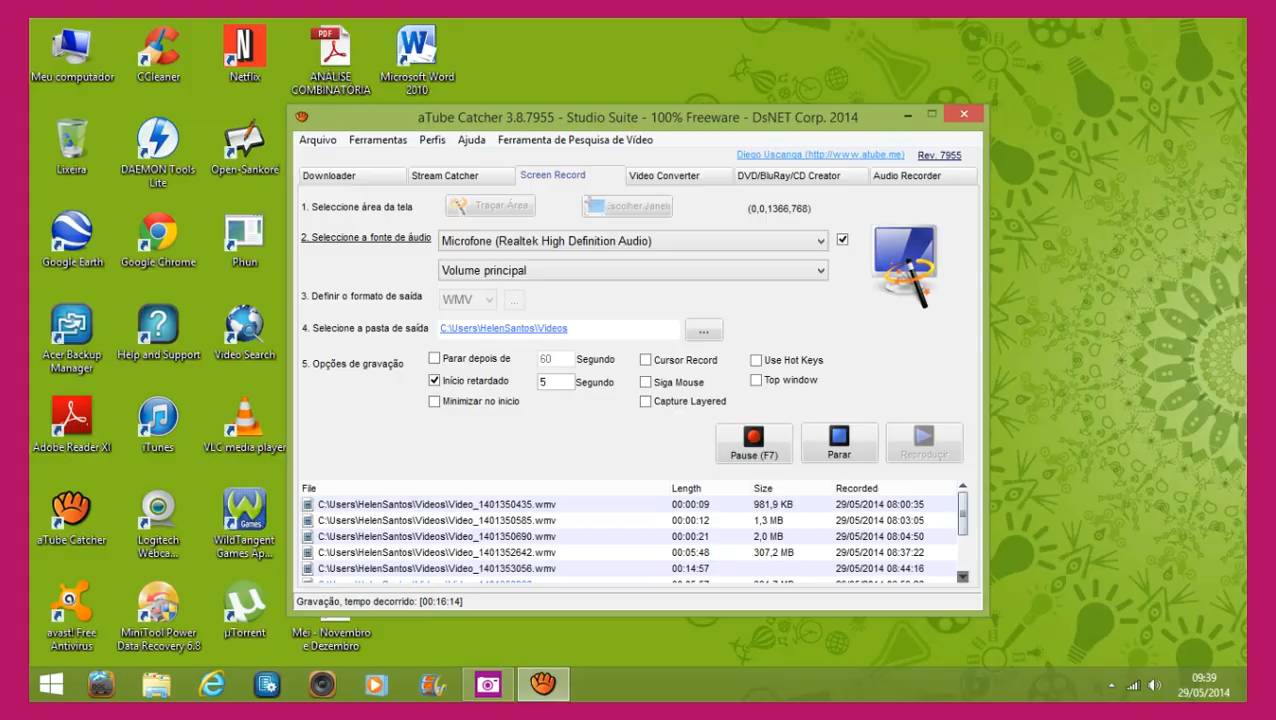 Meu computador
CCleaner
Netflix
PDF
ANÁLISE
COMBINATÓRIA
Microsoft Word
2010
Lixeira
DAEMON Tools
Lite
Open-Sankoré
Google Earth
Google Chrome
Phun
Acer Backup
Manager
Help and Support
Video Search
Adobe Reader XI
iTunes
VLC media player
aTube Catcher
Logitech
Webca...
WildTangent
Games
WildTangent
Games Ap...
avast! Free
Antivirus
MiniTool Power
Data Recovery 6.8
µTorrent
Mei - Novembro
e Dezembro
aTube Catcher 3.8.7955 - Studio Suite - 100% Freeware - DsNET Corp. 2014
Arquivo Ferramentas Perfis Ajuda Ferramenta de Pesquisa de Vídeo
Diego Uscanga (http://www.atube.me) Rev. 7955
Downloader Stream Catcher Screen Record Video Converter DVD/BluRay/CD Creator Audio Recorder
1. Seleccione área da tela Traçar Área Escolher Janela (0,0,1366,768)
2. Seleccione a fonte de áudio Microfone (Realtek High Definition Audio)
Volume principal
3. Definir o formato de saída WMV ...
4. Selecione a pasta de saída C:\Users\HelenSantos\Videos ...
5. Opções de gravação Parar depois de 60 Segundo Cursor Record Use Hot Keys
Início retardado 5 Segundo Siga Mouse Top window
Minimizar no início Capture Layered
Pause (F7) Parar Reproduçir
File Length Size Recorded
C:\Users\HelenSantos\Videos\Video_1401350435.wmv 00:00:09 981,9 KB 29/05/2014 08:00:35
C:\Users\HelenSantos\Videos\Video_1401350585.wmv 00:00:12 1,3 MB 29/05/2014 08:03:05
C:\Users\HelenSantos\Videos\Video_1401350690.wmv 00:00:21 2,0 MB 29/05/2014 08:04:50
C:\Users\HelenSantos\Videos\Video_1401352642.wmv 00:05:48 307,2 MB 29/05/2014 08:37:22
C:\Users\HelenSantos\Videos\Video_1401353056.wmv 00:14:57 29/05/2014 08:44:16
Gravação, tempo decorrido: [00:16:14]
09:39
29/05/2014